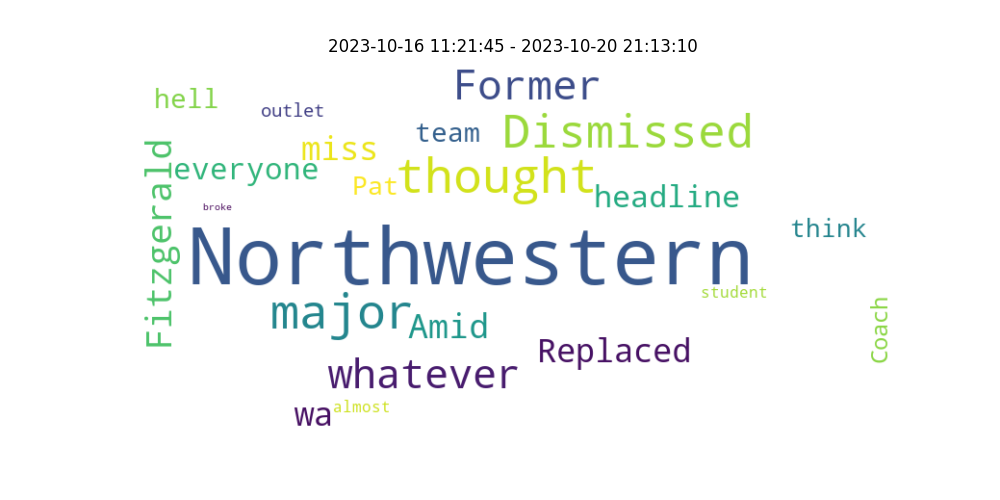 2023-10-16 11:21:45 - 2023-10-20 21:13:10
Former
hell
outlet
Dismissed
team
miss
everyone
thought
Pat
headline
Fitzgerald
broke
think
Northwestern
student
major
Amid
Coach
Replaced
whatever
almost
wa